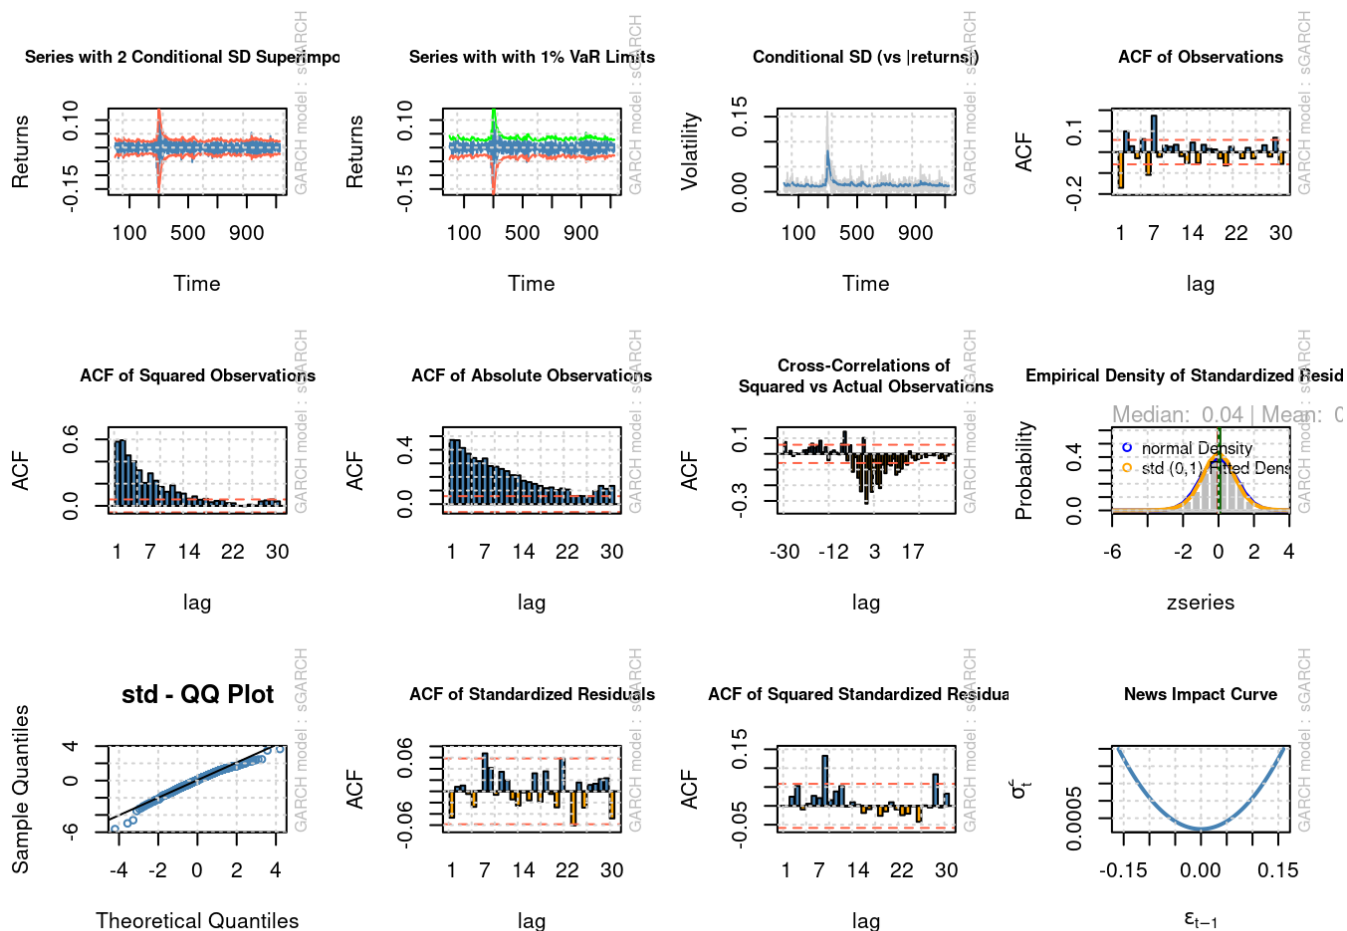 Series with 2 Conditional SD Superimpo
Returns
-0.15 0.10
100 500 900
Time
GARCH model : sGARCH
Series with with 1% VaR Limits
Returns
-0.15 0.10
100 500 900
Time
GARCH model : sGARCH
Conditional SD (vs |returns|)
Volatility
0.00 0.15
100 500 900
Time
GARCH model : sGARCH
ACF of Observations
ACF
-0.2 0.1
1 7 14 22 30
lag
GARCH model : sGARCH
ACF of Squared Observations
ACF
0.0 0.6
1 7 14 22 30
lag
GARCH model : sGARCH
ACF of Absolute Observations
ACF
0.0 0.4
1 7 14 22 30
lag
GARCH model : sGARCH
Cross-Correlations of
Squared vs Actual Observations
ACF
-0.3 0.1
-30 -12 3 17
lag
GARCH model : sGARCH
Empirical Density of Standardized Resid
Median: 0.04 | Mean: 0
Probability
0.0 0.4
normal Density
std (0,1) Fitted Dens
-6 -2 0 2 4
zseries
GARCH model : sGARCH
std - QQ Plot
Sample Quantiles
-6 0 4
-4 -2 0 2 4
Theoretical Quantiles
GARCH model : sGARCH
ACF of Standardized Residuals
ACF
-0.06 0.06
1 7 14 22 30
lag
GARCH model : sGARCH
ACF of Squared Standardized Residua
ACF
-0.05 0.15
1 7 14 22 30
lag
GARCH model : sGARCH
News Impact Curve
0.0005
-0.15 0.00 0.15
εt−1
GARCH model : sGARCH